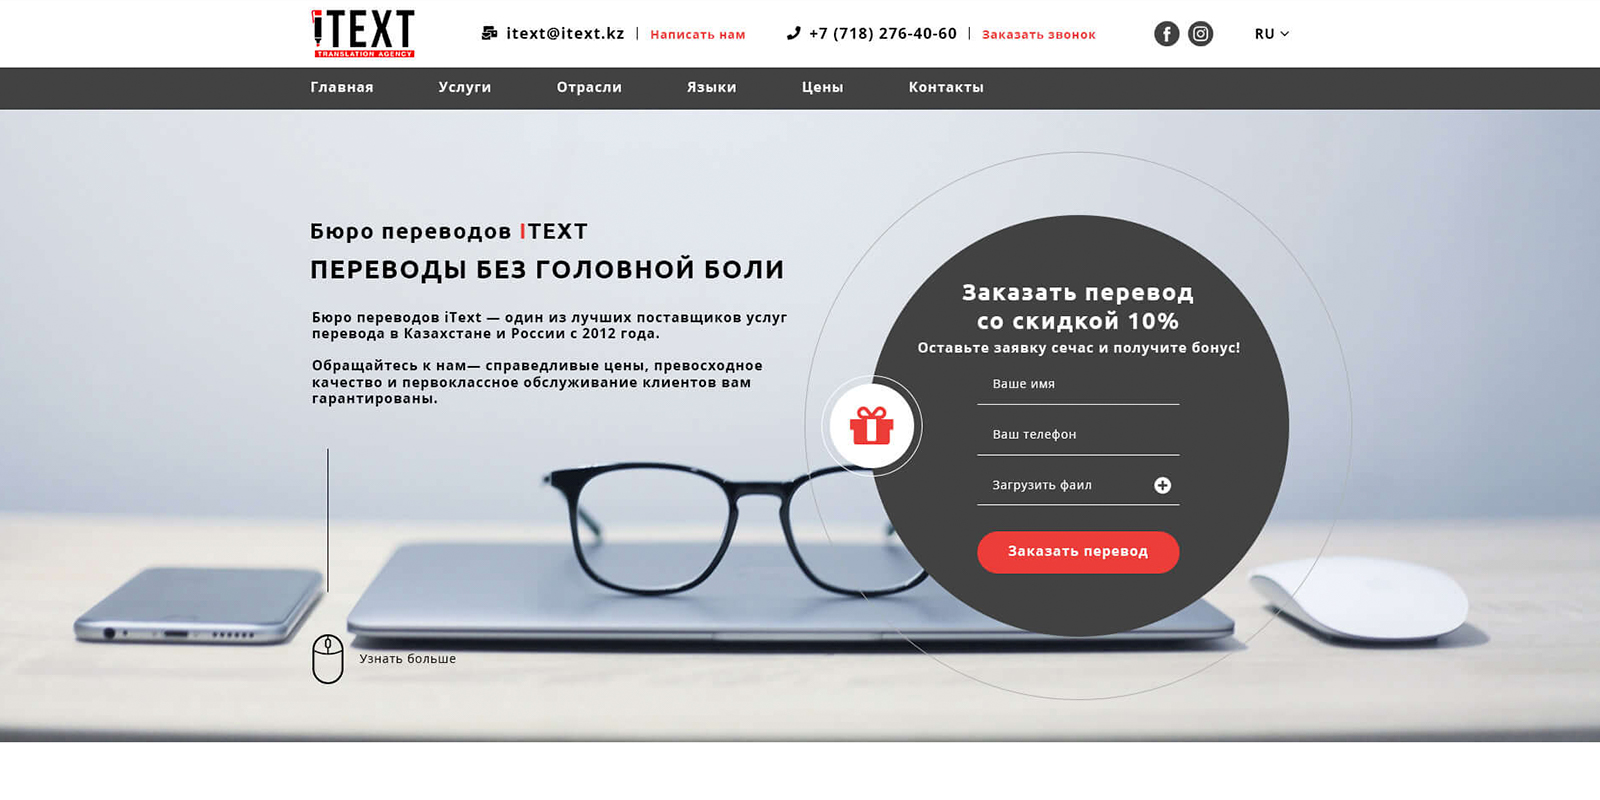 iTEXT
TRANSLATION AGENCY
itext@itext.kz | Написать нам
+7 (718) 276-40-60 | Заказать звонок
RU
Главная Услуги Отрасли Языки Цены Контакты
Бюро переводов ITEXT
ПЕРЕВОДЫ БЕЗ ГОЛОВНОЙ БОЛИ
Бюро переводов iText — один из лучших поставщиков услуг
перевода в Казахстане и России с 2012 года.
Обращайтесь к нам— справедливые цены, превосходное
качество и первоклассное обслуживание клиентов вам
гарантированы.
Узнать больше
Заказать перевод
со скидкой 10%
Оставьте заявку сечас и получите бонус!
Ваше имя
Ваш телефон
Загрузить фаил
Заказать перевод